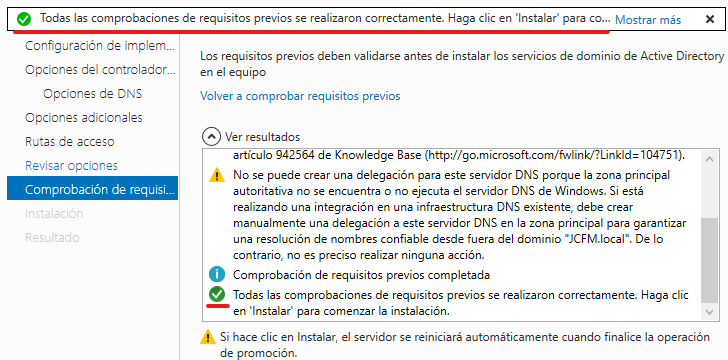 Todas las comprobaciones de requisitos previos se realizaron correctamente. Haga clic en 'Instalar' para co... Mostrar más
Configuración de implem...
Opciones del controlador...
Opciones de DNS
Opciones adicionales
Rutas de acceso
Revisar opciones
Comprobación de requisi...
Instalación
Resultado
Los requisitos previos deben validarse antes de instalar los servicios de dominio de Active Directory
en el equipo
Volver a comprobar requisitos previos
Ver resultados
artículo 942564 de Knowledge Base (http://go.microsoft.com/fwlink/?LinkId=104751).
No se puede crear una delegación para este servidor DNS porque la zona principal
autoritativa no se encuentra o no ejecuta el servidor DNS de Windows. Si está
realizando una integración en una infraestructura DNS existente, debe crear
manualmente una delegación a este servidor DNS en la zona principal para garantizar
una resolución de nombres confiable desde fuera del dominio "JCFM.local". De lo
contrario, no es preciso realizar ninguna acción.
Comprobación de requisitos previos completada
Todas las comprobaciones de requisitos previos se realizaron correctamente. Haga clic
en 'Instalar' para comenzar la instalación.
Si hace clic en Instalar, el servidor se reiniciará automáticamente cuando finalice la operación
de promoción.